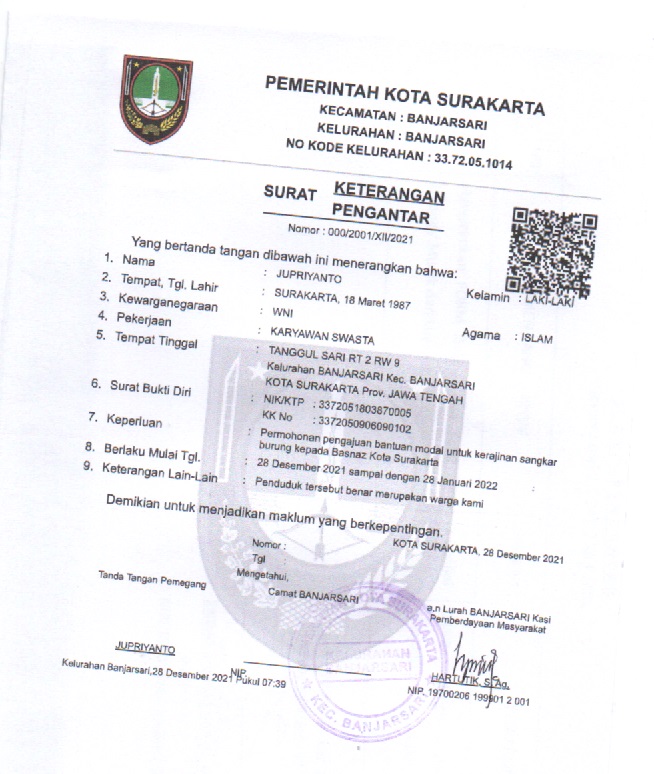 PEMERINTAH KOTA SURAKARTA
KECAMATAN : BANJARSARI
KELURAHAN : BANJARSARI
NO KODE KELURAHAN : 33.72.05.1014
SURAT KETERANGAN
PENGANTAR
Nomor : 000/2001/XII/2021
Yang bertanda tangan dibawah ini menerangkan bahwa:
1. Nama : JUPRIYANTO Kelamin : LAKI-LAKI
2. Tempat, Tgl. Lahir : SURAKARTA, 18 Maret 1987
3. Kewarganegaraan : WNI Agama : ISLAM
4. Pekerjaan : KARYAWAN SWASTA
5. Tempat Tinggal : TANGGUL SARI RT 2 RW 9
Kelurahan BANJARSARI Kec. BANJARSARI
KOTA SURAKARTA Prov. JAWA TENGAH
6. Surat Bukti Diri : NIK/KTP : 3372051803870005
KK No : 3372050906090102
7. Keperluan : Permohonan pengajuan bantuan modal untuk kerajinan sangkar
burung kepada Basnaz Kota Surakarta
8. Berlaku Mulai Tgl. : 28 Desember 2021 sampai dengan 28 Januari 2022 :
9. Keterangan Lain-Lain : Penduduk tersebut benar merupakan warga kami
Demikian untuk menjadikan maklum yang berkepentingan.
Nomor : KOTA SURAKARTA, 28 Desember 2021
Tgl :
Mengetahui,
Tanda Tangan Pemegang Camat BANJARSARI a.n Lurah BANJARSARI Kasi
Pemberdayaan Masyarakat
JUPRIYANTO HARTUTIK, S.Ag.
Kelurahan Banjarsari,28 Desember 2021 Pukul 07:39 NIP. NIP. 19700206 199901 2 001
KOTA SURAKARTA
KELURAHAN
BANJARSARI
KEC. BANJARSARI